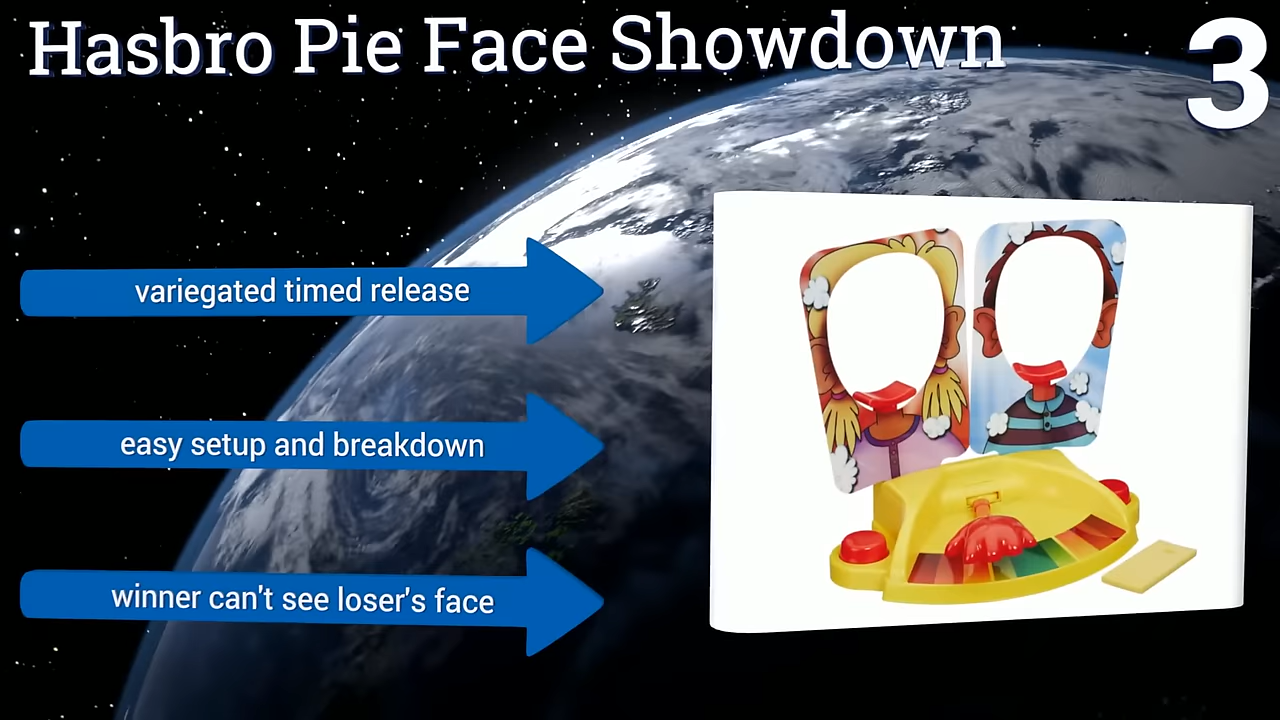 Hasbro Pie Face Showdown
3
variegated timed release
easy setup and breakdown
winner can't see loser's face